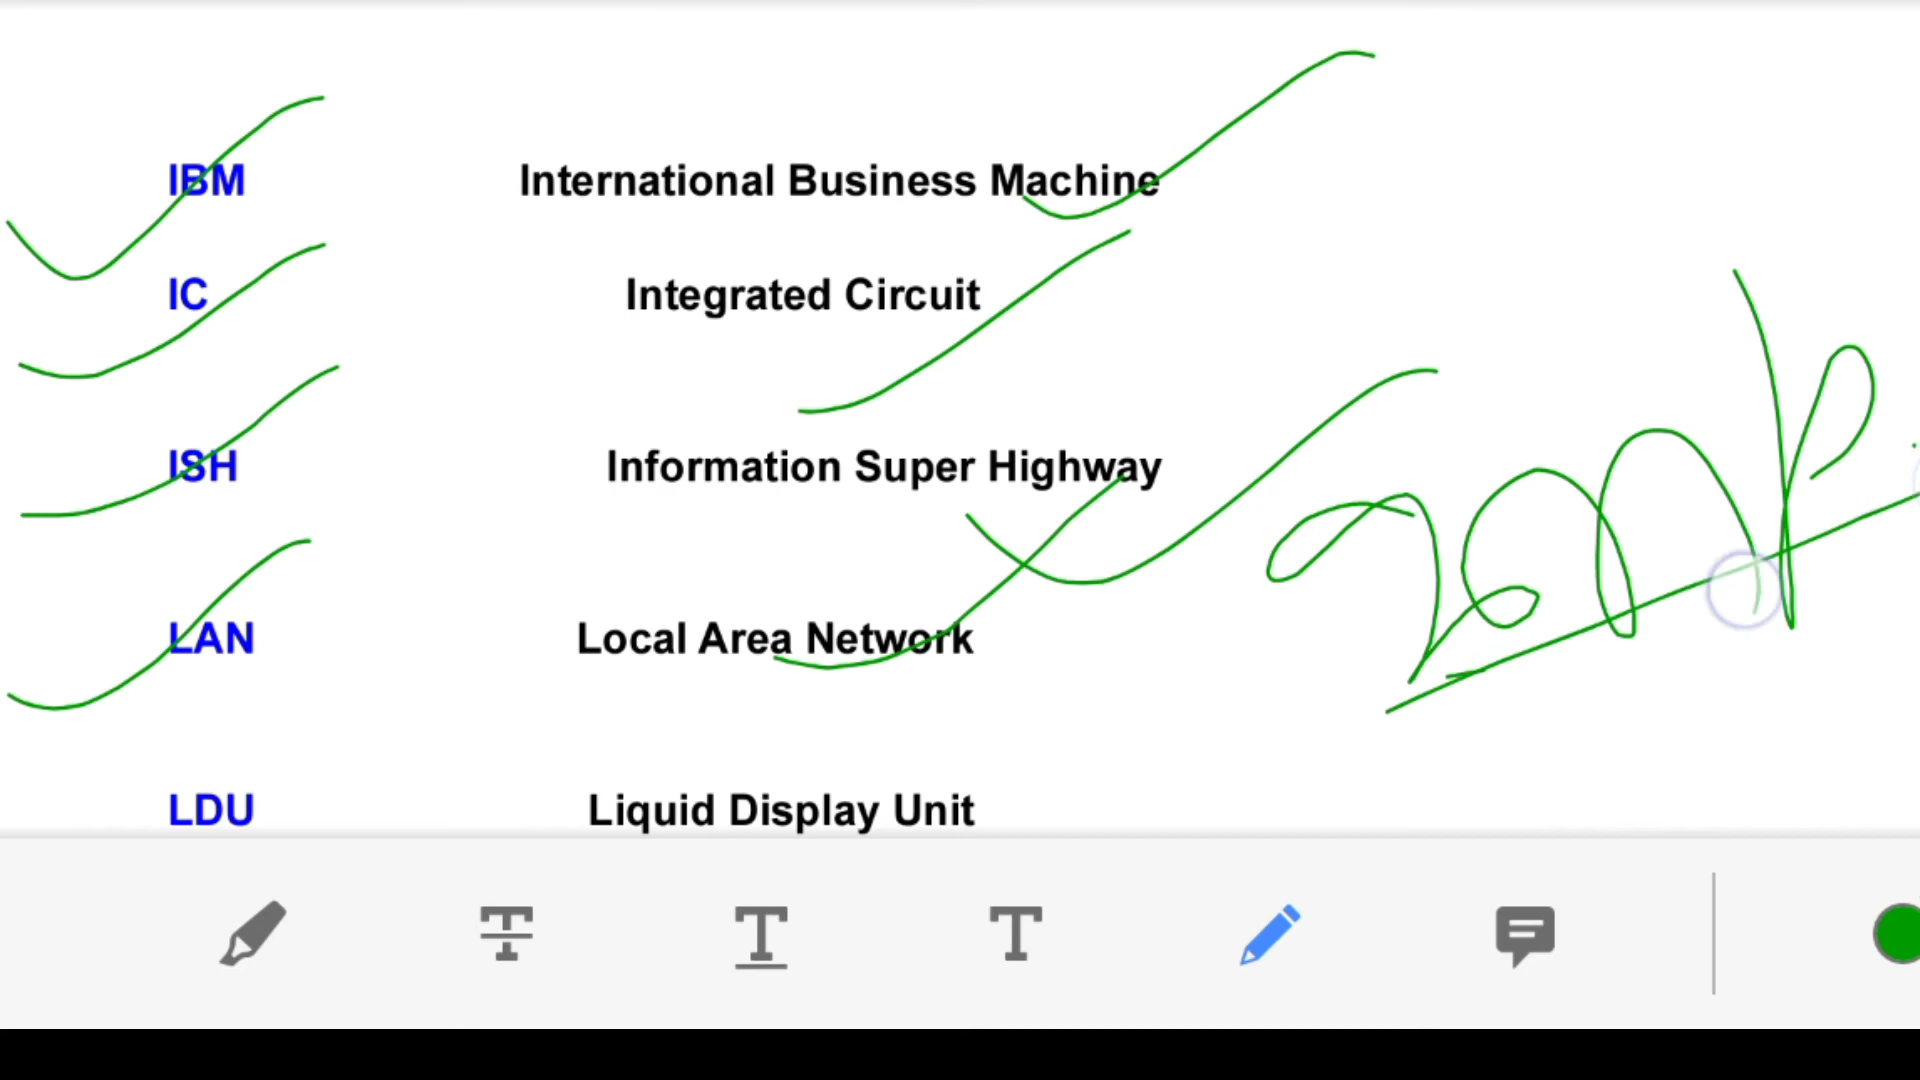 IBM International Business Machine
IC Integrated Circuit
ISH Information Super Highway
LAN Local Area Network
LDU Liquid Display Unit